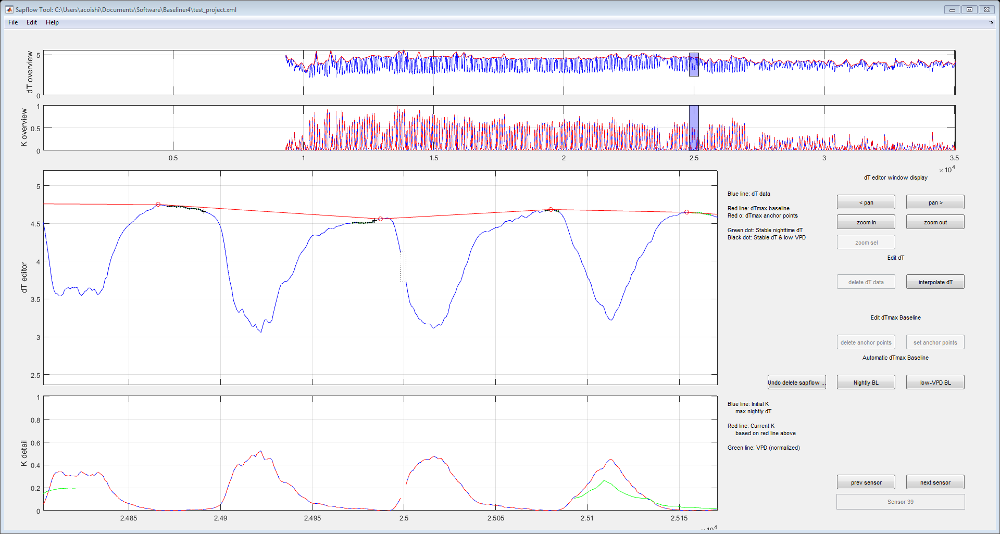 Sapflow Tool: C:\Users\acoishi\Documents\Software\Baseliner4\test_project.xml
File Edit Help
dT overview
5
0
K overview
1
0.5
0
0.5 1 1.5 2 2.5 3 3.5
×10^4
dT editor
5
4.5
4
3.5
3
2.5
Blue line: dT data
Red line: dTmax baseline
Red o: dTmax anchor points
Green dot: Stable nighttime dT
Black dot: Stable dT & low VPD
dT editor window display
< pan pan >
zoom in zoom out
zoom sel
Edit dT
delete dT data interpolate dT
Edit dTmax Baseline
delete anchor points set anchor points
Automatic dTmax Baseline
Undo delete sapflow ... Nightly BL low-VPD BL
K detail
1
0.8
0.6
0.4
0.2
0
2.485 2.49 2.495 2.5 2.505 2.51 2.515
×10^4
Blue line: Initial K
max nightly dT
Red line: Current K
based on red line above
Green line: VPD (normalized)
prev sensor next sensor
Sensor 39